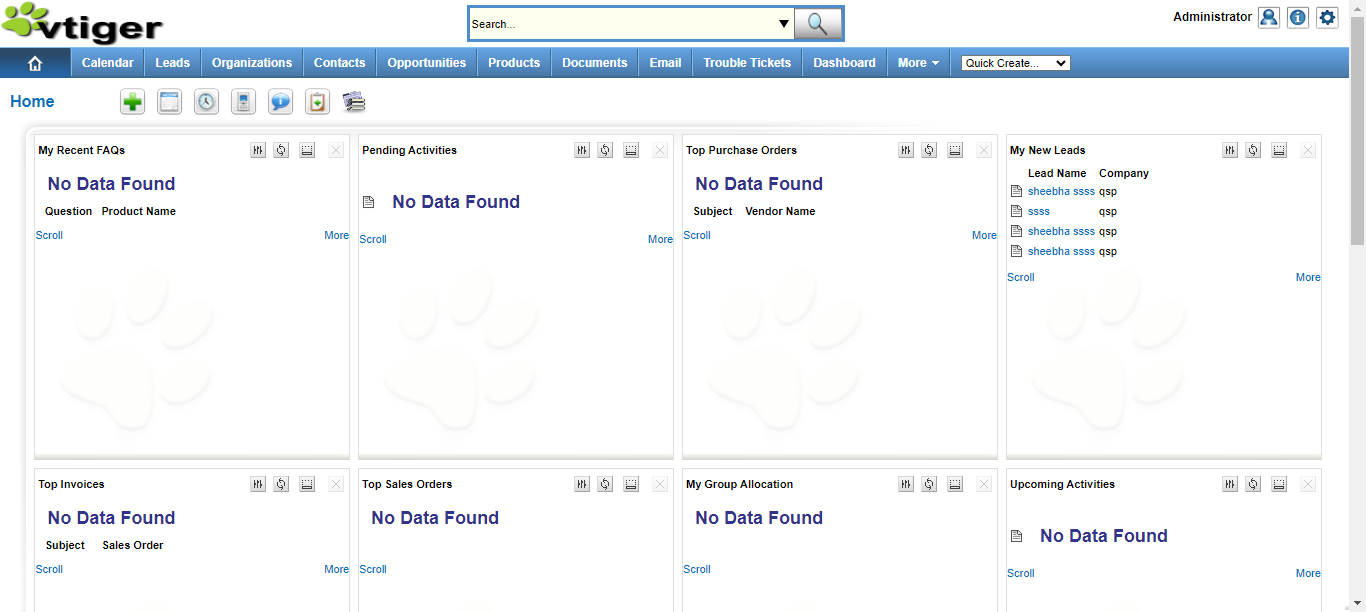 vtiger
Search...
Administrator
Calendar Leads Organizations Contacts Opportunities Products Documents Email Trouble Tickets Dashboard More Quick Create...
Home
My Recent FAQs
No Data Found
Question Product Name
Scroll More
Pending Activities
No Data Found
Scroll More
Top Purchase Orders
No Data Found
Subject Vendor Name
Scroll More
My New Leads
Lead Name Company
sheebha ssss qsp
ssss qsp
sheebha ssss qsp
sheebha ssss qsp
Scroll More
Top Invoices
No Data Found
Subject Sales Order
Scroll More
Top Sales Orders
No Data Found
Scroll
My Group Allocation
No Data Found
Scroll
Upcoming Activities
No Data Found
Scroll More